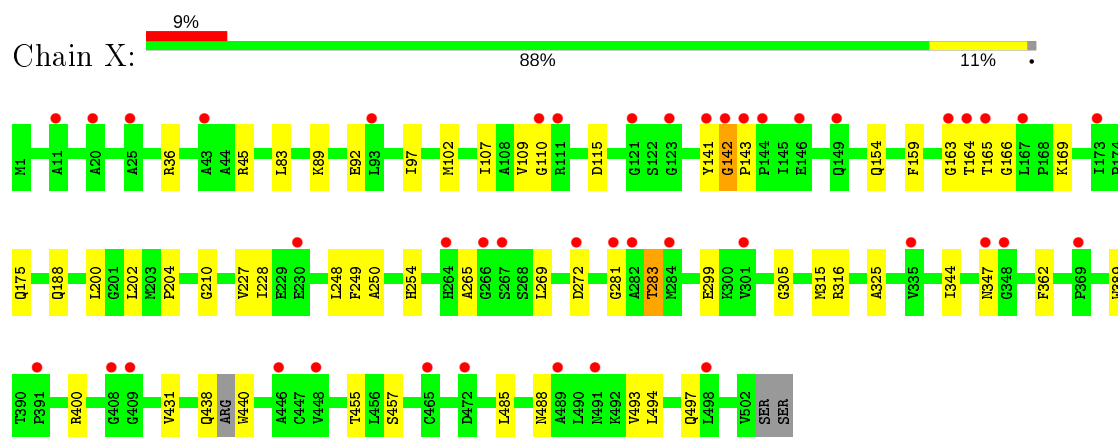 9%
Chain X:
88% 11% •
M1 A11 A20 A25 R36 A43 A44 R45 L83 K89 E92 L93 I97 M102 I107 A108 V109 G110 R111 D115 G121 S122 G123 Y141 G142 P143 P144 I145 E146 Q149 Q154 F159 G163 T164 T165 G166 L167 P168 K169 I173 P174
Q175 Q188 L200 G201 L202 M203 P204 G210 V227 I228 E229 E230 L248 F249 A250 H254 H264 A265 G266 S267 S268 L269 D272 G281 A282 T283 M284 E299 K300 V301 G305 M315 R316 A325 V335 I344 N347 G348 F362 P369 W389
T390 P391 R400 G408 G409 V431 Q438 ARG W440 A446 C447 V448 T455 L456 S457 C465 D472 L485 N488 A489 L490 N491 K492 V493 L494 Q497 L498 V502 SER SER